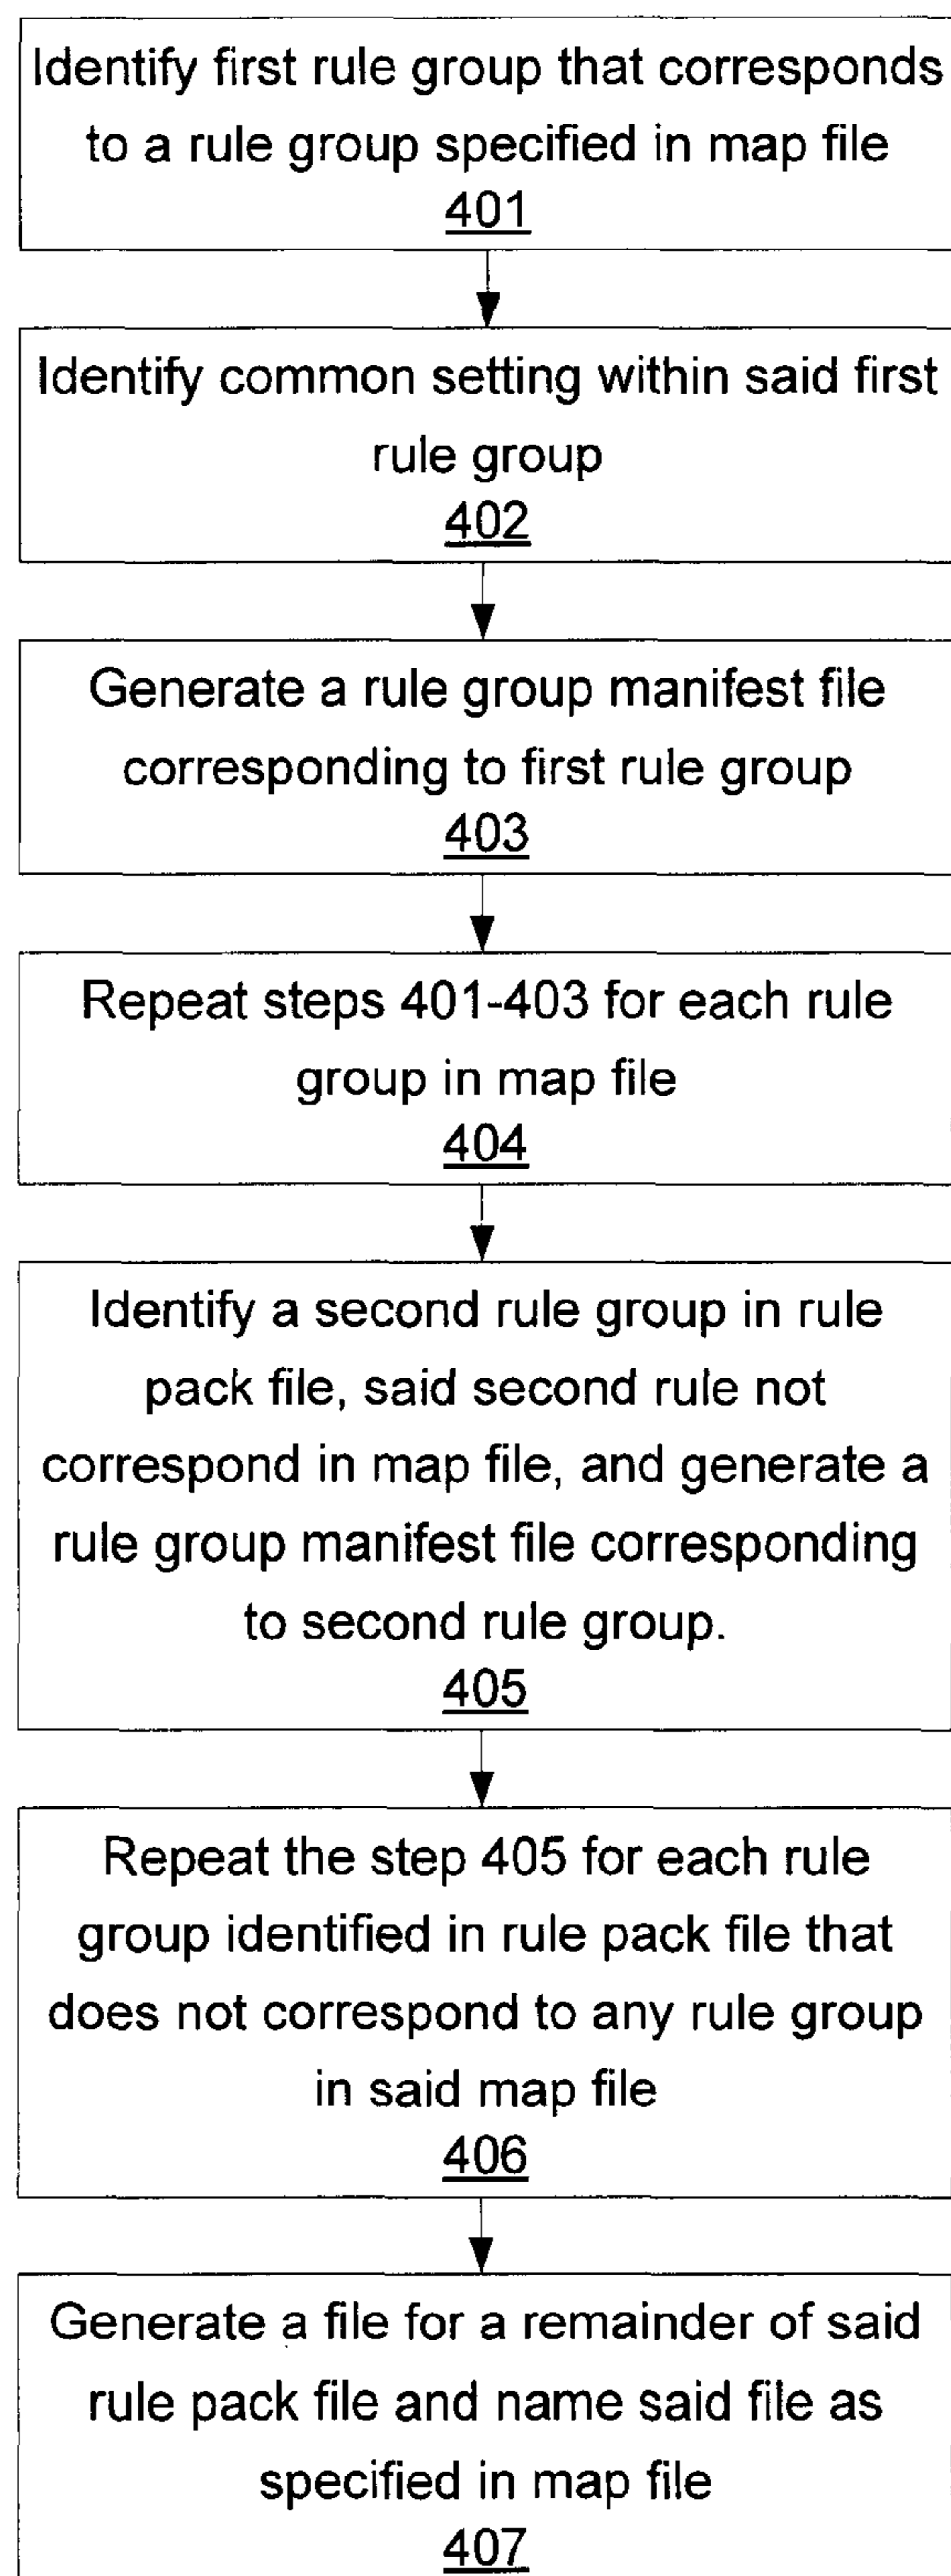 Identify first rule group that corresponds
to a rule group specified in map file
401
Identify common setting within said first
rule group
402
Generate a rule group manifest file
corresponding to first rule group
403
Repeat steps 401-403 for each rule
group in map file
404
Identify a second rule group in rule
pack file, said second rule not
correspond in map file, and generate a
rule group manifest file corresponding
to second rule group.
405
Repeat the step 405 for each rule
group identified in rule pack file that
does not correspond to any rule group
in said map file
406
Generate a file for a remainder of said
rule pack file and name said file as
specified in map file
407